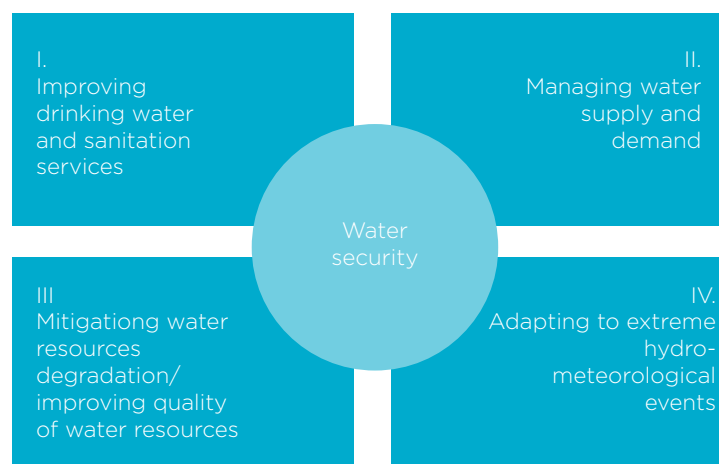 I.
Improving
drinking water
and sanitation
services
II.
Managing water
supply and
demand
Water
security
III
Mitigationg water
resources
degradation/
improving quality
of water resources
IV.
Adapting to extreme
hydro-
meteorological
events